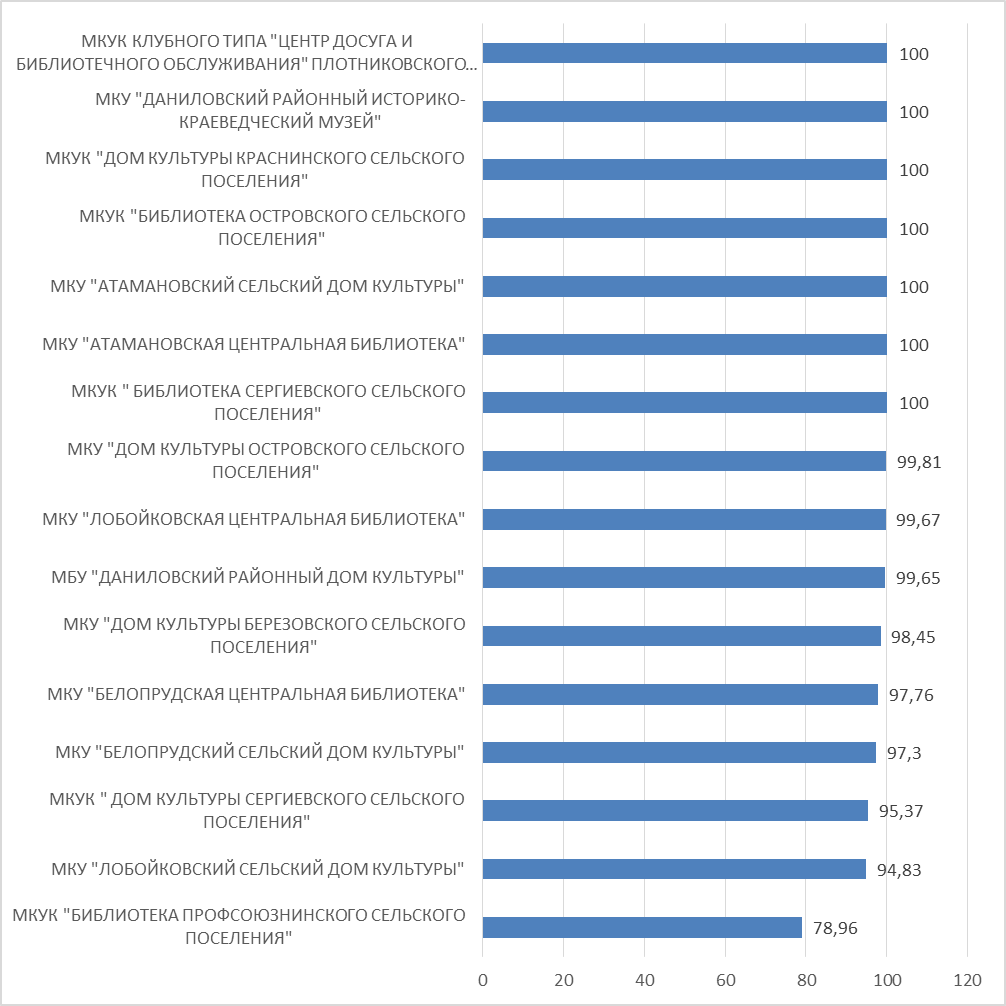 МКУК КЛУБНОГО ТИПА "ЦЕНТР ДОСУГА И
БИБЛИОТЕЧНОГО ОБСЛУЖИВАНИЯ" ПЛОТНИКОВСКОГО...
100
МКУ "ДАНИЛОВСКИЙ РАЙОННЫЙ ИСТОРИКО-
КРАЕВЕДЧЕСКИЙ МУЗЕЙ"
100
МКУК "ДОМ КУЛЬТУРЫ КРАСНИНСКОГО СЕЛЬСКОГО
ПОСЕЛЕНИЯ"
100
МКУК "БИБЛИОТЕКА ОСТРОВСКОГО СЕЛЬСКОГО
ПОСЕЛЕНИЯ"
100
МКУ "АТАМАНОВСКИЙ СЕЛЬСКИЙ ДОМ КУЛЬТУРЫ"
100
МКУ "АТАМАНОВСКАЯ ЦЕНТРАЛЬНАЯ БИБЛИОТЕКА"
100
МКУК " БИБЛИОТЕКА СЕРГИЕВСКОГО СЕЛЬСКОГО
ПОСЕЛЕНИЯ"
100
МКУ "ДОМ КУЛЬТУРЫ ОСТРОВСКОГО СЕЛЬСКОГО
ПОСЕЛЕНИЯ"
99,81
МКУ "ЛОБОЙКОВСКАЯ ЦЕНТРАЛЬНАЯ БИБЛИОТЕКА"
99,67
МБУ "ДАНИЛОВСКИЙ РАЙОННЫЙ ДОМ КУЛЬТУРЫ"
99,65
МКУ "ДОМ КУЛЬТУРЫ БЕРЕЗОВСКОГО СЕЛЬСКОГО
ПОСЕЛЕНИЯ"
98,45
МКУ "БЕЛОПРУДСКАЯ ЦЕНТРАЛЬНАЯ БИБЛИОТЕКА"
97,76
МКУ "БЕЛОПРУДСКИЙ СЕЛЬСКИЙ ДОМ КУЛЬТУРЫ"
97,3
МКУК " ДОМ КУЛЬТУРЫ СЕРГИЕВСКОГО СЕЛЬСКОГО
ПОСЕЛЕНИЯ"
95,37
МКУ "ЛОБОЙКОВСКИЙ СЕЛЬСКИЙ ДОМ КУЛЬТУРЫ"
94,83
МКУК "БИБЛИОТЕКА ПРОФСОЮЗНИНСКОГО СЕЛЬСКОГО
ПОСЕЛЕНИЯ"
78,96
0 20 40 60 80 100 120